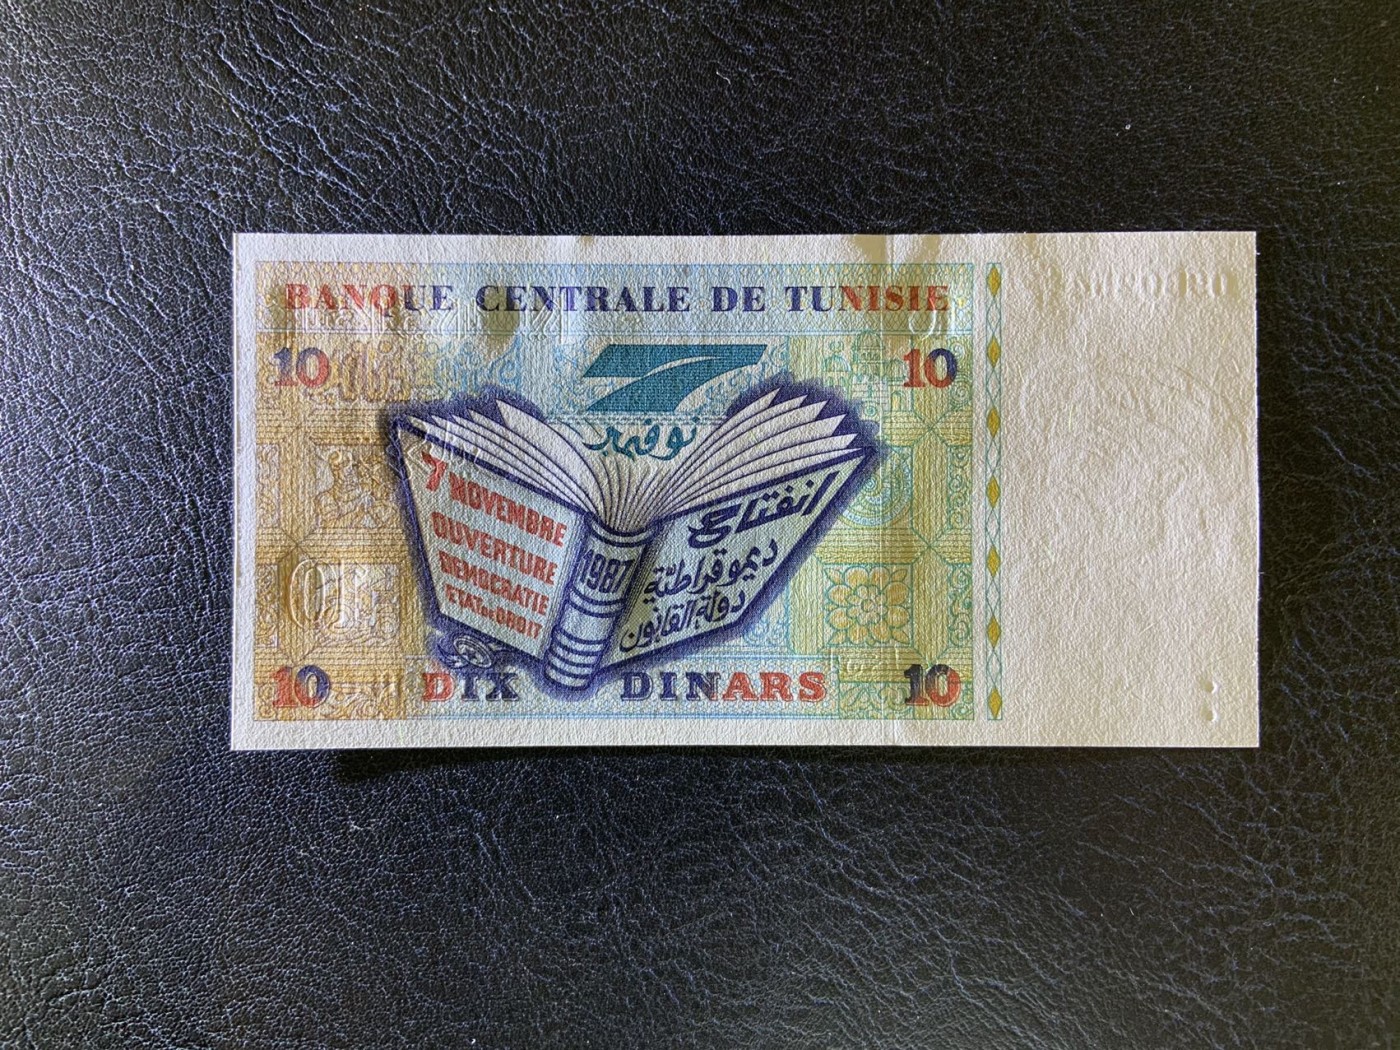 BANQUE CENTRALE DE TUNISIE
10
10
7
نوفمبر
7 NOVEMBRE
OUVERTURE
DEMOCRATIE
ETAT DE DROIT
1987
انفتاح
ديموقراطيّة
دولة القانون
10
DIX DINARS
10